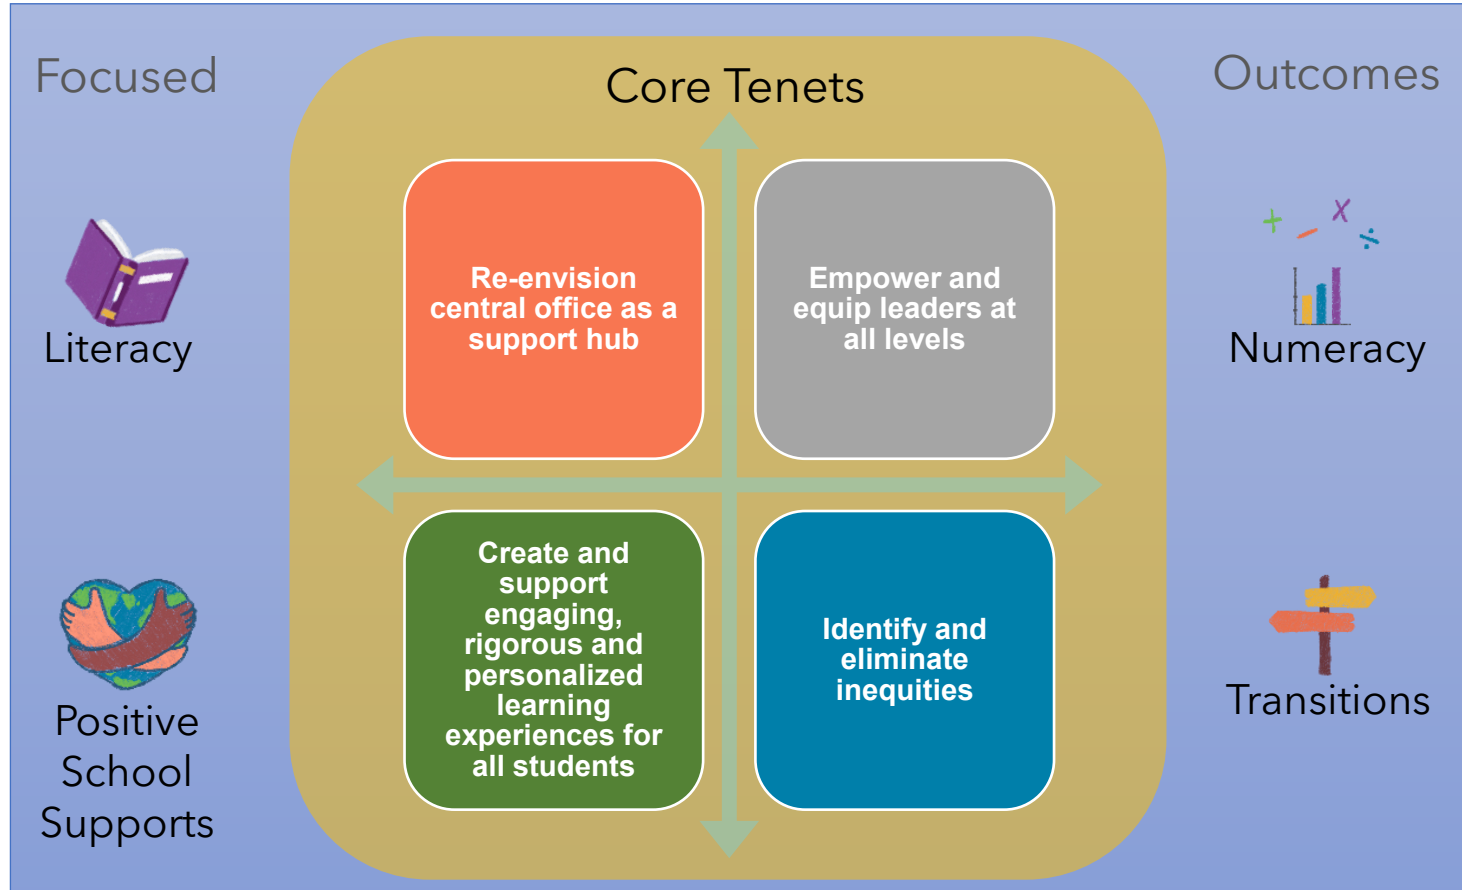 Focused
Core Tenets
Outcomes
Re-envision
central office as a
support hub
Empower and
equip leaders at
all levels
Literacy
+ − X ÷
Numeracy
Create and
support
engaging,
rigorous and
personalized
learning
experiences for
all students
Identify and
eliminate
inequities
Positive
School
Supports
Transitions